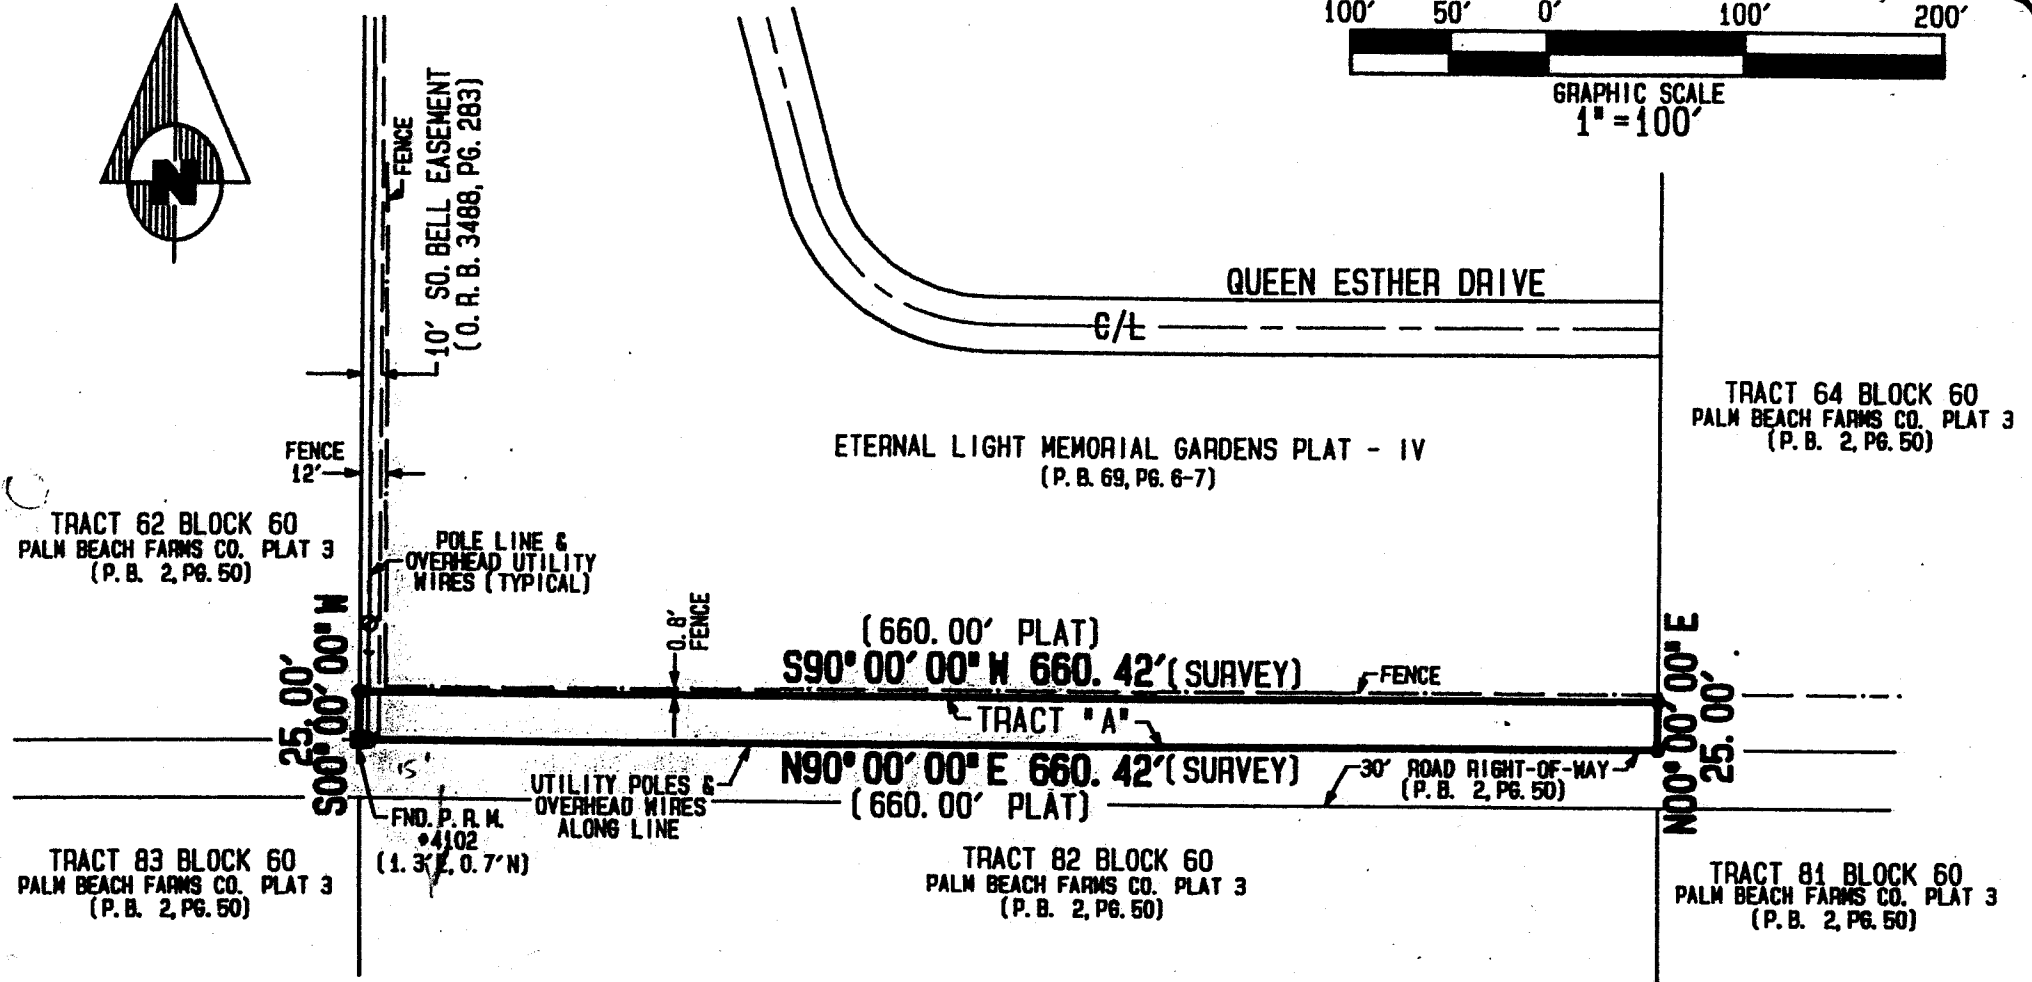 100' 50' 0' 100' 200'
GRAPHIC SCALE
1"=100'
N
FENCE
10' SO. BELL EASEMENT
(O. R. B. 3488, PG. 283)
QUEEN ESTHER DRIVE
C/L
TRACT 64 BLOCK 60
PALM BEACH FARMS CO. PLAT 3
(P. B. 2, PG. 50)
ETERNAL LIGHT MEMORIAL GARDENS PLAT - IV
(P. B. 69, PG. 6-7)
FENCE
12'
TRACT 62 BLOCK 60
PALM BEACH FARMS CO. PLAT 3
(P. B. 2, PG. 50)
POLE LINE &
OVERHEAD UTILITY
WIRES (TYPICAL)
0. 8'
FENCE
(660. 00' PLAT)
S90° 00' 00" W 660. 42' (SURVEY)
FENCE
25. 00'
S00° 00' 00" W
N00° 00' 00" E
25. 00'
TRACT "A"
15'
UTILITY POLES &
OVERHEAD WIRES
ALONG LINE
N90° 00' 00" E 660. 42' (SURVEY)
(660. 00' PLAT)
30' ROAD RIGHT-OF-WAY
(P. B. 2, PG. 50)
FND. P. R. M.
#4102
(1. 3' E, 0. 7' N)
TRACT 83 BLOCK 60
PALM BEACH FARMS CO. PLAT 3
(P. B. 2, PG. 50)
TRACT 82 BLOCK 60
PALM BEACH FARMS CO. PLAT 3
(P. B. 2, PG. 50)
TRACT 81 BLOCK 60
PALM BEACH FARMS CO. PLAT 3
(P. B. 2, PG. 50)